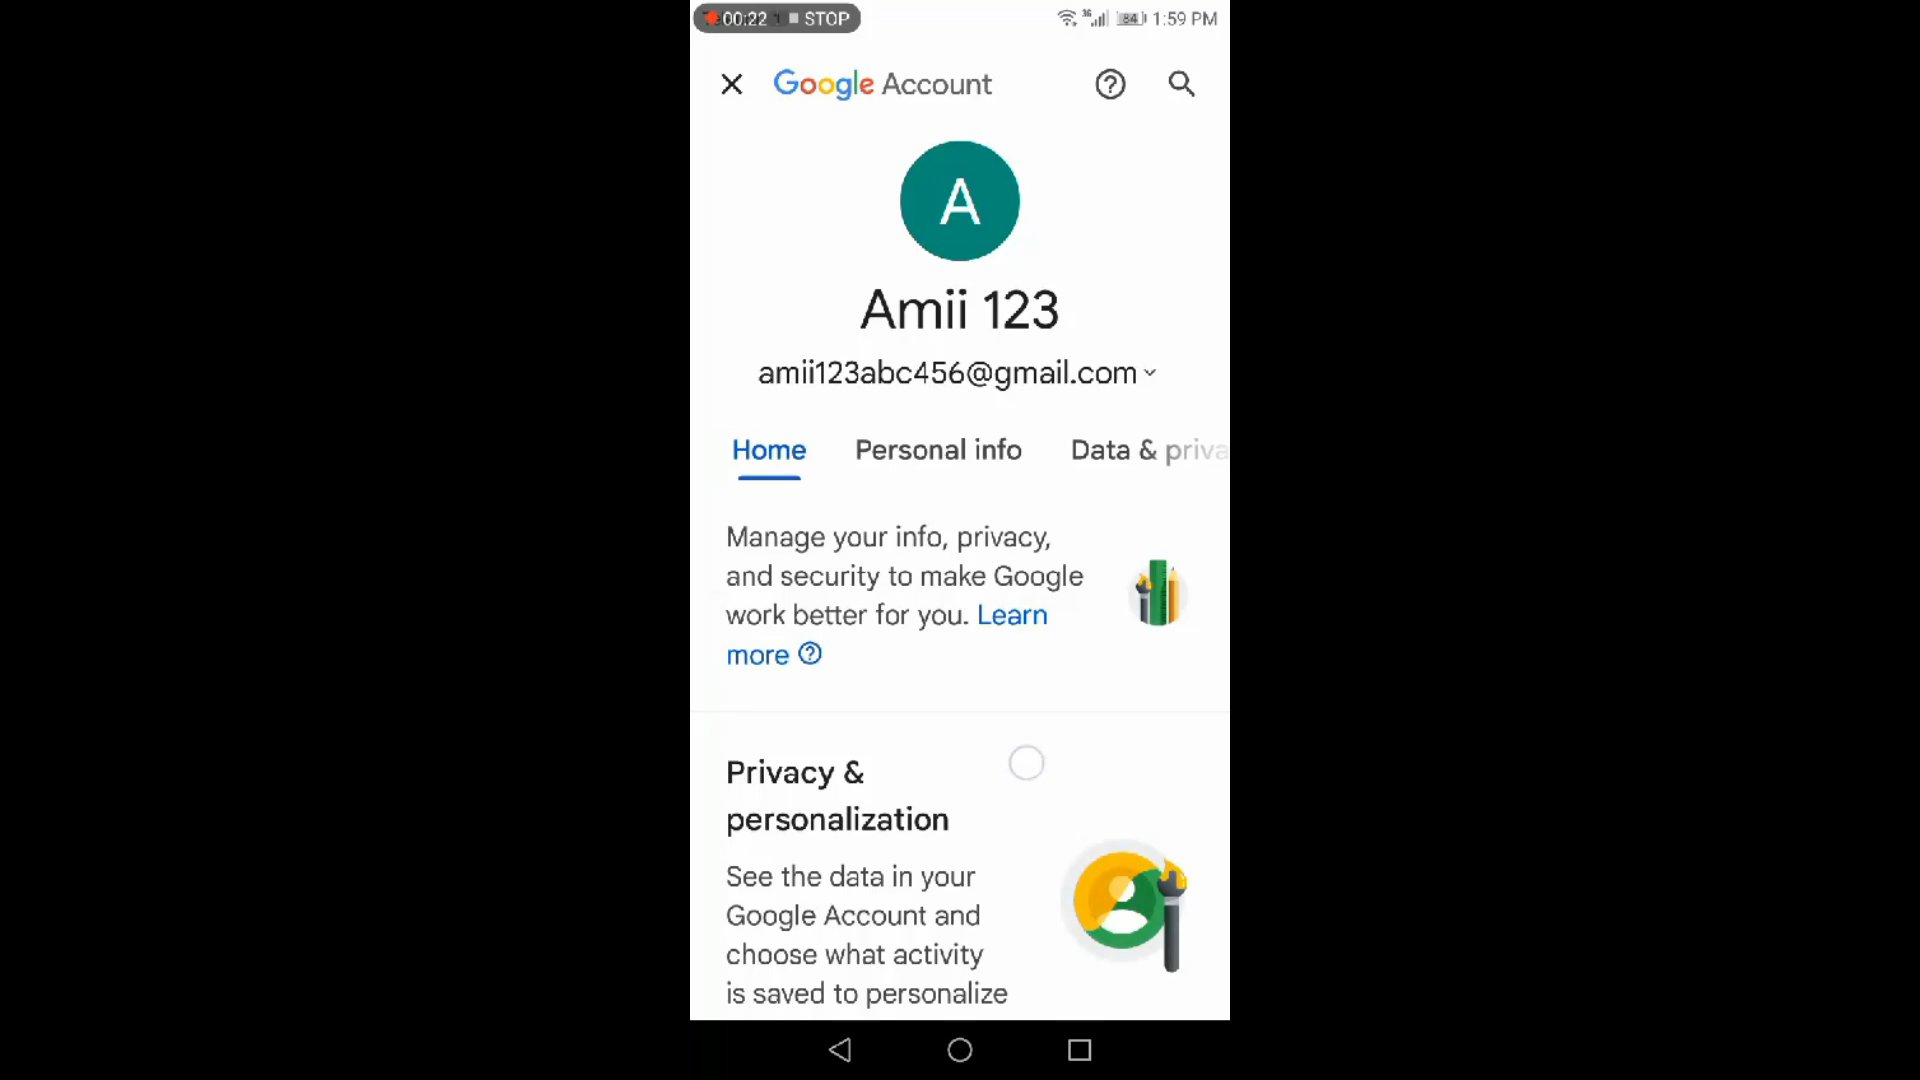 00:22 STOP
3G 84 1:59 PM
Google Account
A
Amii 123
amii123abc456@gmail.com
Home Personal info Data & priva
Manage your info, privacy,
and security to make Google
work better for you. Learn
more
Privacy &
personalization
See the data in your
Google Account and
choose what activity
is saved to personalize